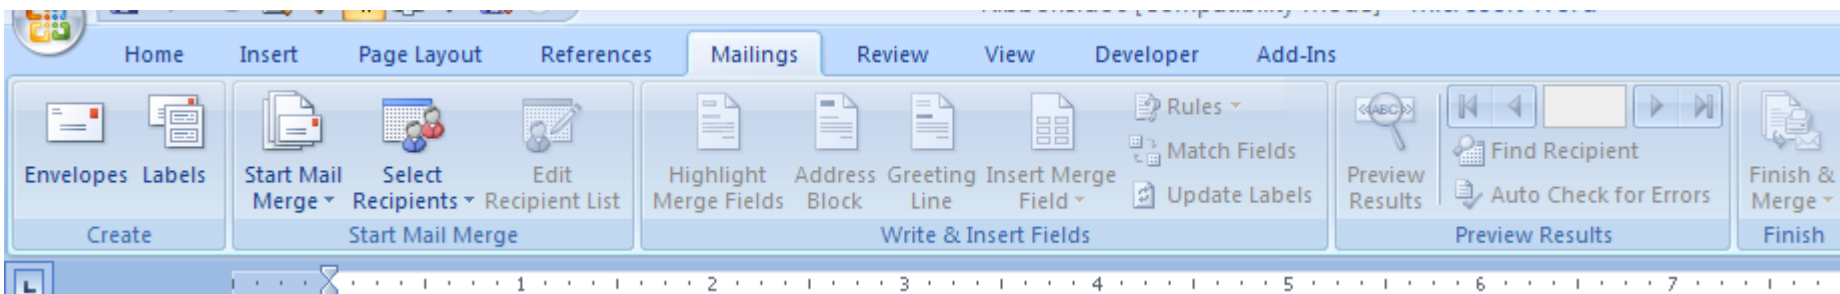 Microsoft Word
Home Insert Page Layout References Mailings Review View Developer Add-Ins
Envelopes Labels
Create
Start Mail Merge
Select Recipients
Edit Recipient List
Start Mail Merge
Highlight Merge Fields
Address Block
Greeting Line
Insert Merge Field
Rules
Match Fields
Update Labels
Write & Insert Fields
ABC
Preview Results
Find Recipient
Auto Check for Errors
Preview Results
Finish & Merge
Finish
1 2 3 4 5 6 7